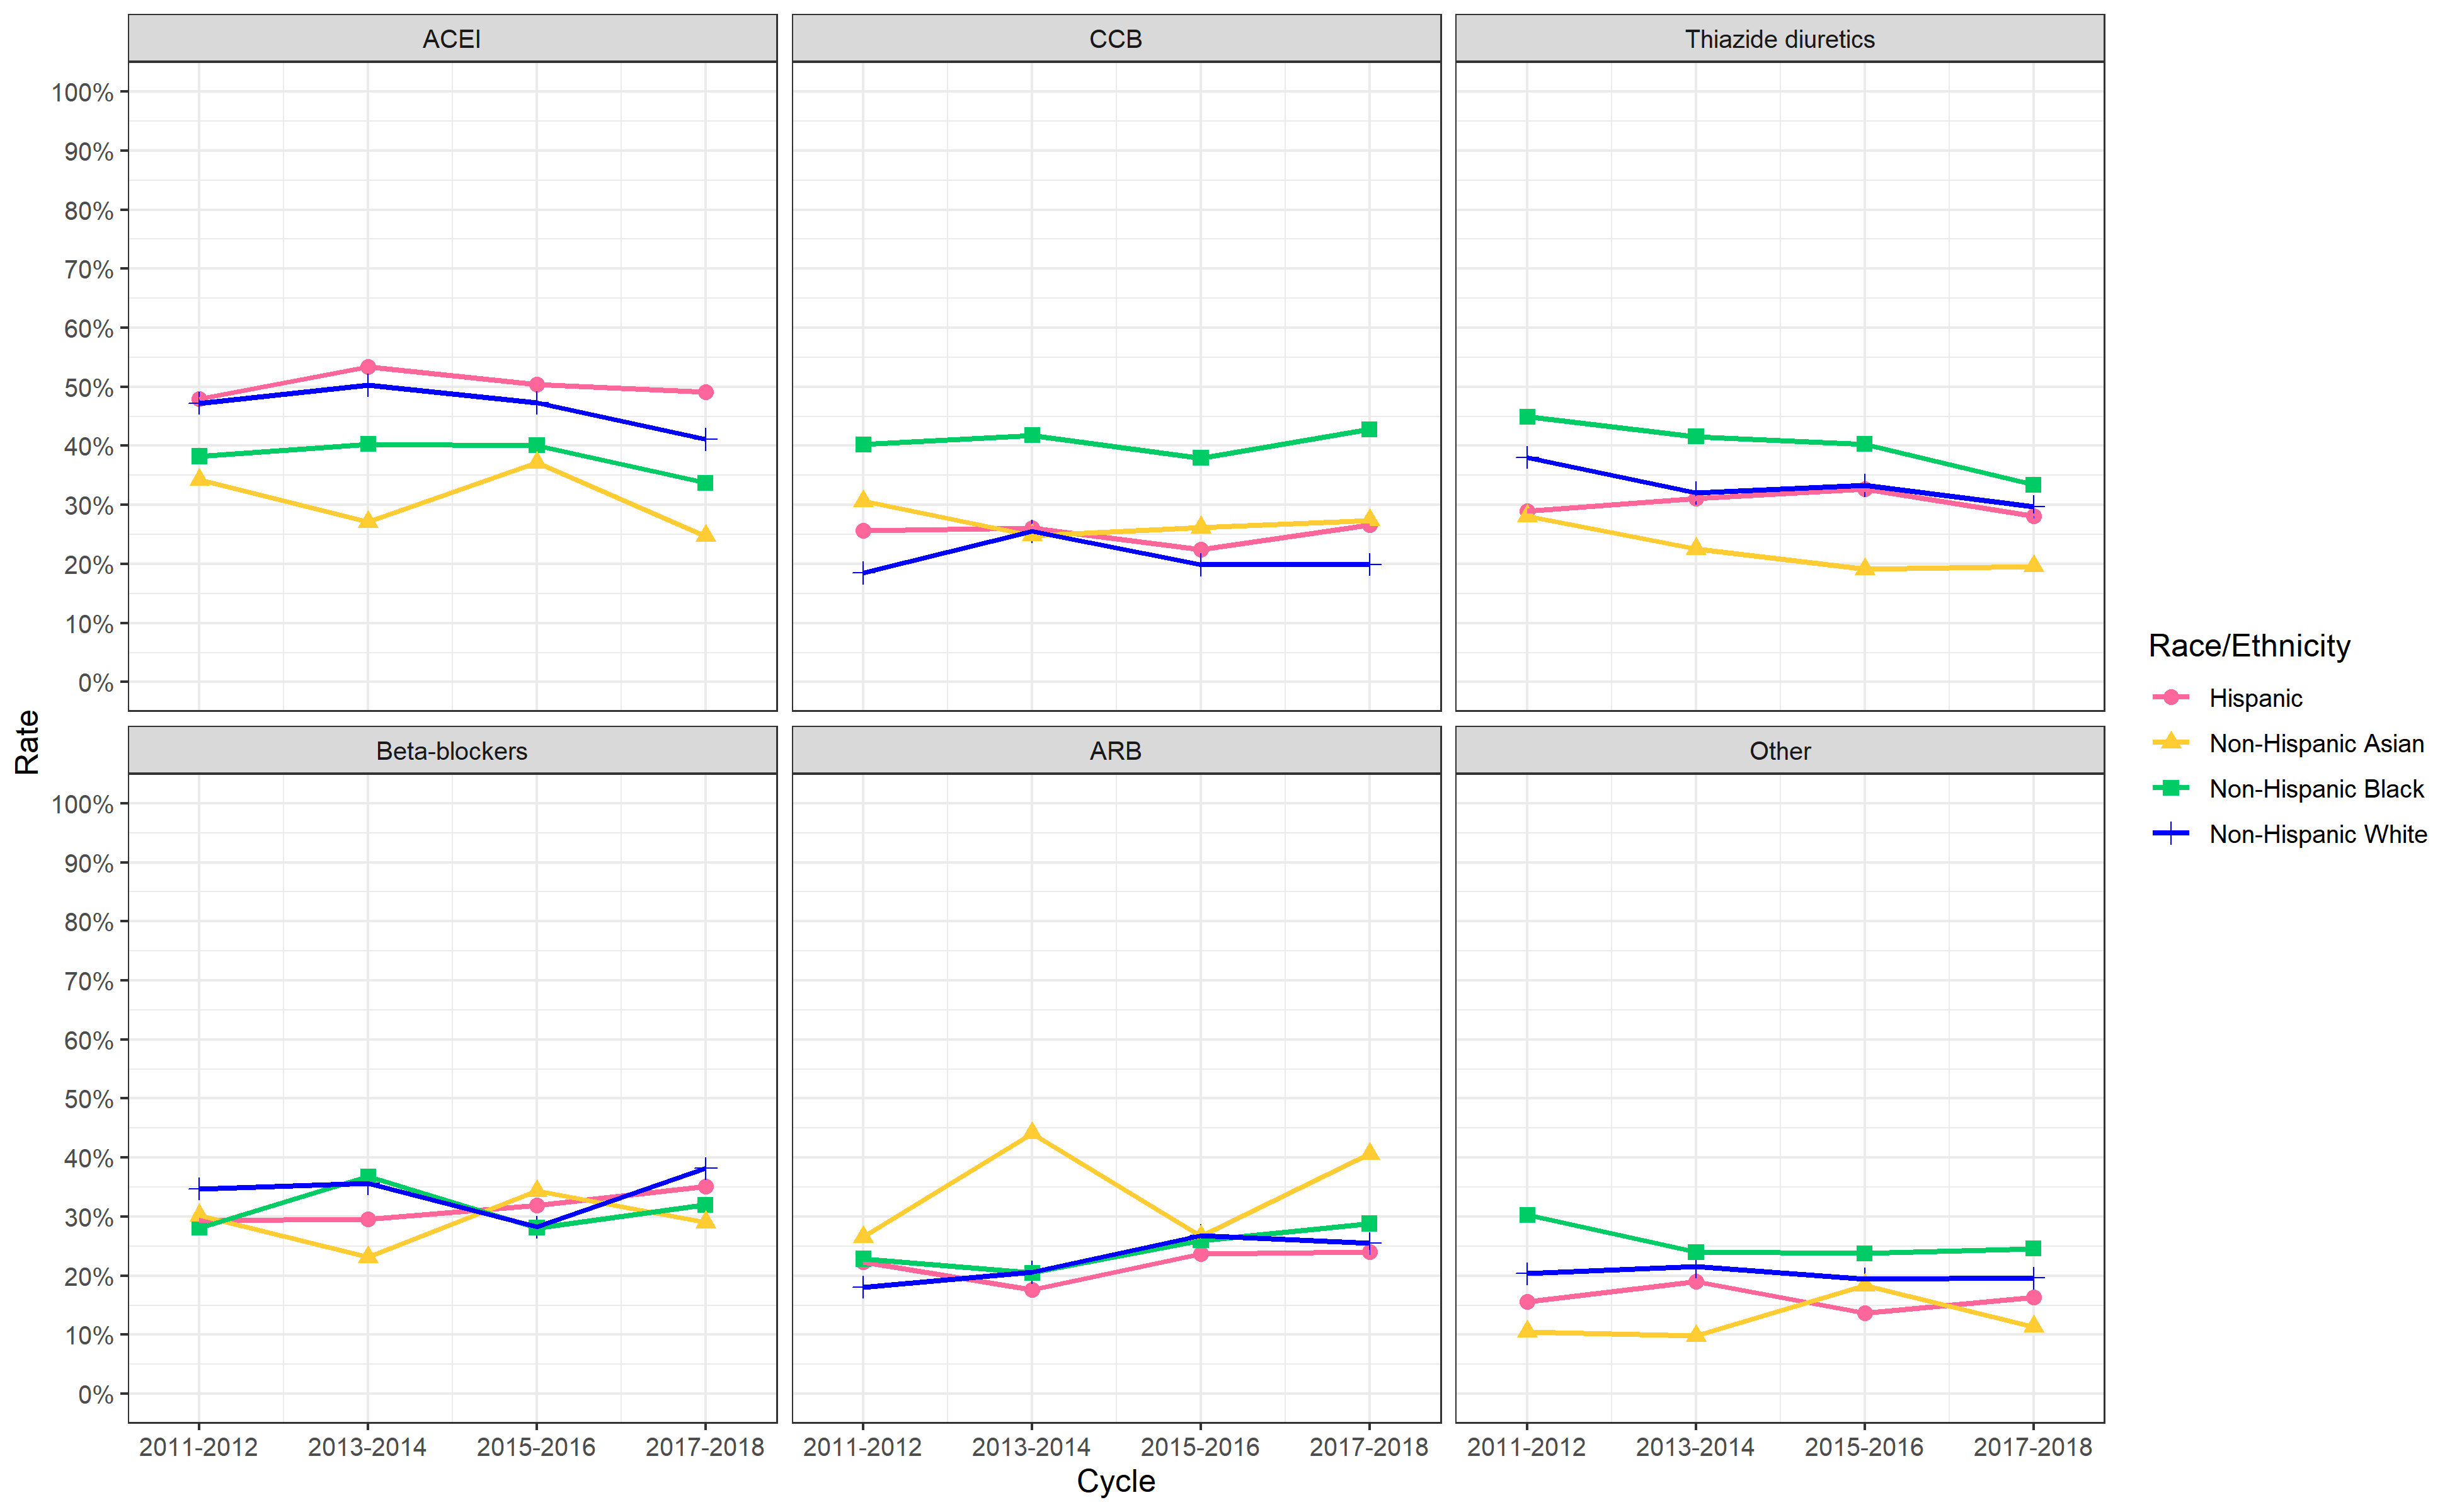 ACEI
CCB
Thiazide diuretics
100%
90%
80%
70%
60%
50%
40%
30%
20%
10%
0%
Beta-blockers
ARB
Other
100%
90%
80%
70%
60%
50%
40%
30%
20%
10%
0%
2011-2012 2013-2014 2015-2016 2017-2018
2011-2012 2013-2014 2015-2016 2017-2018
2011-2012 2013-2014 2015-2016 2017-2018
Rate
Cycle
Race/Ethnicity
Hispanic
Non-Hispanic Asian
Non-Hispanic Black
Non-Hispanic White